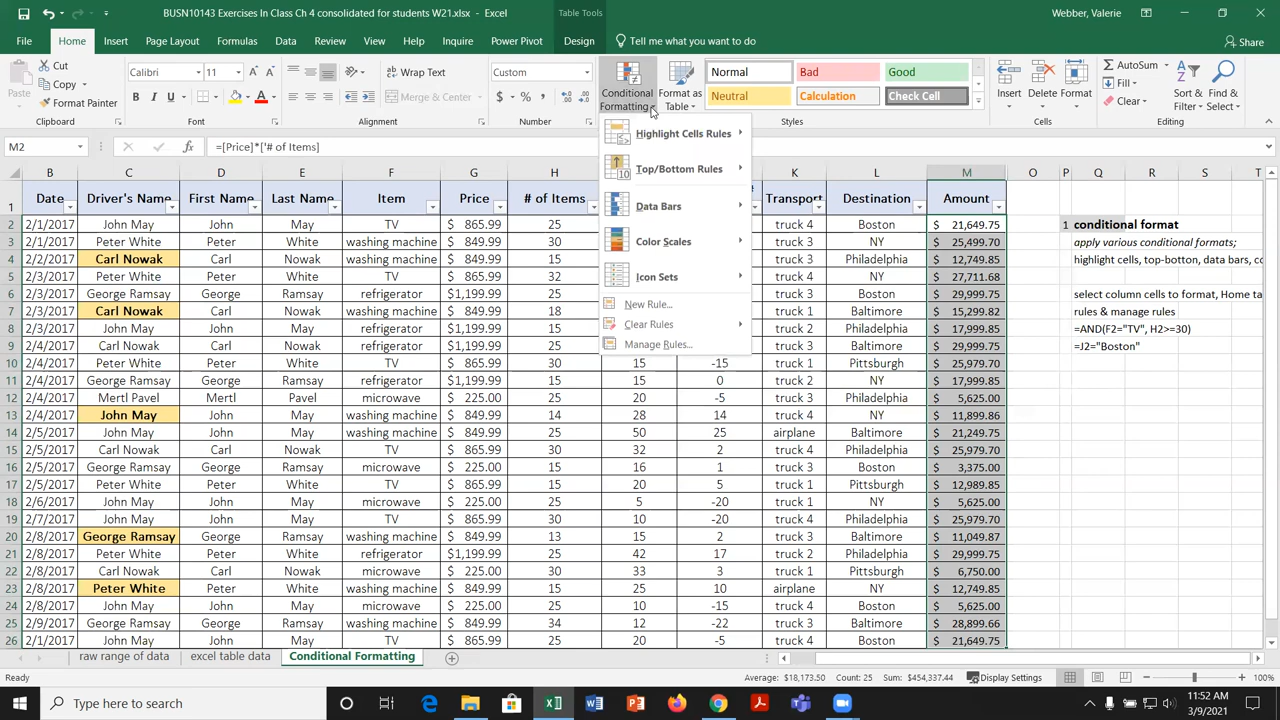 BUSN10143 Exercises In Class Ch 4 consolidated for students W21.xlsx - Excel
Table Tools
Webber, Valerie
File Home Insert Page Layout Formulas Data Review View Help Inquire Power Pivot Design Tell me what you want to do Share
Paste Cut Copy Format Painter Clipboard
Calibri 11 Font
Wrap Text Alignment
Custom $ % , Number
Conditional Formatting Format as Table
Normal Bad Good
Neutral Calculation Check Cell
Styles
Insert Delete Format Cells
AutoSum Fill Clear Sort & Filter Find & Select Editing
Highlight Cells Rules
Top/Bottom Rules
Data Bars
Color Scales
Icon Sets
New Rule...
Clear Rules
Manage Rules...
M2 =[Price]*['# of Items]
B C D E F G H K L M O P Q R S T
1 Date Driver's Name First Name Last Name Item Price # of Items Transport Destination Amount
2 2/1/2017 John May John May TV $ 865.99 25 truck 4 Boston $ 21,649.75
3 2/1/2017 Peter White Peter White washing machine $ 849.99 30 truck 3 NY $ 25,499.70
4 2/2/2017 Carl Nowak Carl Nowak washing machine $ 849.99 15 truck 3 Philadelphia $ 12,749.85
5 2/3/2017 Peter White Peter White TV $ 865.99 32 truck 4 NY $ 27,711.68
6 2/3/2017 George Ramsay George Ramsay refrigerator $1,199.99 25 truck 3 Boston $ 29,999.75
7 2/3/2017 Carl Nowak Carl Nowak washing machine $ 849.99 18 truck 1 Philadelphia $ 15,299.82
8 2/3/2017 John May John May refrigerator $1,199.99 15 truck 4 Philadelphia $ 17,999.85
9 2/3/2017 Carl Nowak Carl Nowak refrigerator $1,199.99 25 truck 3 Baltimore $ 29,999.75
10 2/4/2017 Peter White Peter White TV $ 865.99 30 15 -15 truck 1 Pittsburgh $ 25,979.70
11 2/4/2017 George Ramsay George Ramsay refrigerator $1,199.99 15 15 0 truck 2 NY $ 17,999.85
12 2/4/2017 Mertl Pavel Mertl Pavel microwave $ 225.00 25 20 -5 truck 3 Philadelphia $ 5,625.00
13 2/4/2017 John May John May washing machine $ 849.99 14 28 14 truck 4 NY $ 11,899.86
14 2/5/2017 John May John May washing machine $ 849.99 25 50 25 airplane Baltimore $ 21,249.75
15 2/5/2017 Carl Nowak Carl Nowak TV $ 865.99 30 32 2 truck 4 Philadelphia $ 25,979.70
16 2/5/2017 George Ramsay George Ramsay microwave $ 225.00 15 16 1 truck 3 Boston $ 3,375.00
17 2/5/2017 Peter White Peter White TV $ 865.99 15 20 5 truck 1 Pittsburgh $ 12,989.85
18 2/6/2017 John May John May microwave $ 225.00 25 5 -20 truck 1 NY $ 5,625.00
19 2/7/2017 John May John May TV $ 865.99 30 10 -20 truck 4 Philadelphia $ 25,979.70
20 2/8/2017 George Ramsay George Ramsay washing machine $ 849.99 13 15 2 truck 3 Baltimore $ 11,049.87
21 2/8/2017 Peter White Peter White refrigerator $1,199.99 25 42 17 truck 2 Philadelphia $ 29,999.75
22 2/8/2017 Carl Nowak Carl Nowak microwave $ 225.00 30 33 3 truck 1 Philadelphia $ 6,750.00
23 2/8/2017 Peter White Peter White washing machine $ 849.99 15 25 10 airplane NY $ 12,749.85
24 2/8/2017 John May John May microwave $ 225.00 25 10 -15 truck 4 Boston $ 5,625.00
25 2/9/2017 George Ramsay George Ramsay washing machine $ 849.99 34 12 -22 truck 3 Baltimore $ 28,899.66
26 2/1/2017 John May John May TV $ 865.99 25 20 -5 truck 4 Boston $ 21,649.75
1 conditional format
apply various conditional formats;
highlight cells, top-botton, data bars, cc
select column cells to format, Home ta
rules & manage rules
=AND(F2="TV", H2>=30)
=J2="Boston"
raw range of data excel table data Conditional Formatting
Ready Average: $18,173.50 Count: 25 Sum: $454,337.44 Display Settings 100%
Type here to search
11:52 AM
3/9/2021